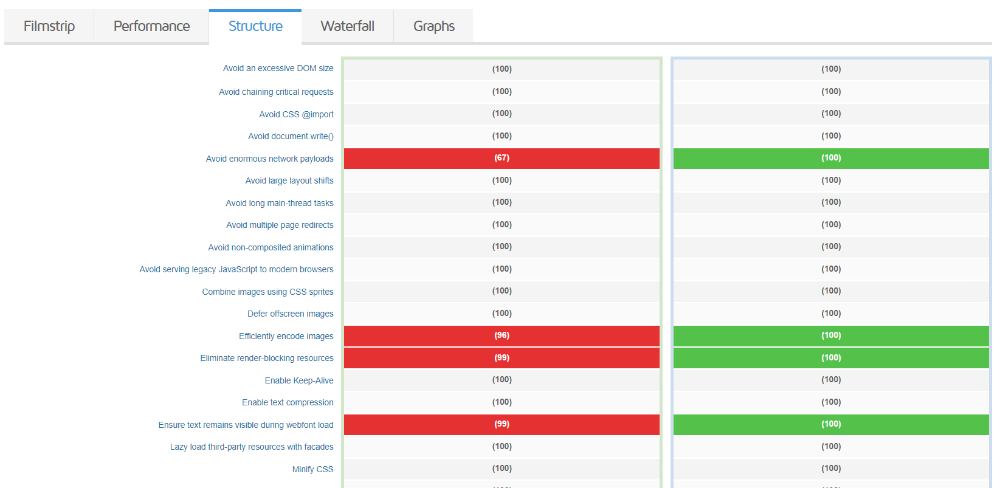 Filmstrip Performance Structure Waterfall Graphs
Avoid an excessive DOM size (100) (100)
Avoid chaining critical requests (100) (100)
Avoid CSS @import (100) (100)
Avoid document.write() (100) (100)
Avoid enormous network payloads (67) (100)
Avoid large layout shifts (100) (100)
Avoid long main-thread tasks (100) (100)
Avoid multiple page redirects (100) (100)
Avoid non-composited animations (100) (100)
Avoid serving legacy JavaScript to modern browsers (100) (100)
Combine images using CSS sprites (100) (100)
Defer offscreen images (100) (100)
Efficiently encode images (96) (100)
Eliminate render-blocking resources (99) (100)
Enable Keep-Alive (100) (100)
Enable text compression (100) (100)
Ensure text remains visible during webfont load (99) (100)
Lazy load third-party resources with facades (100) (100)
Minify CSS (100) (100)